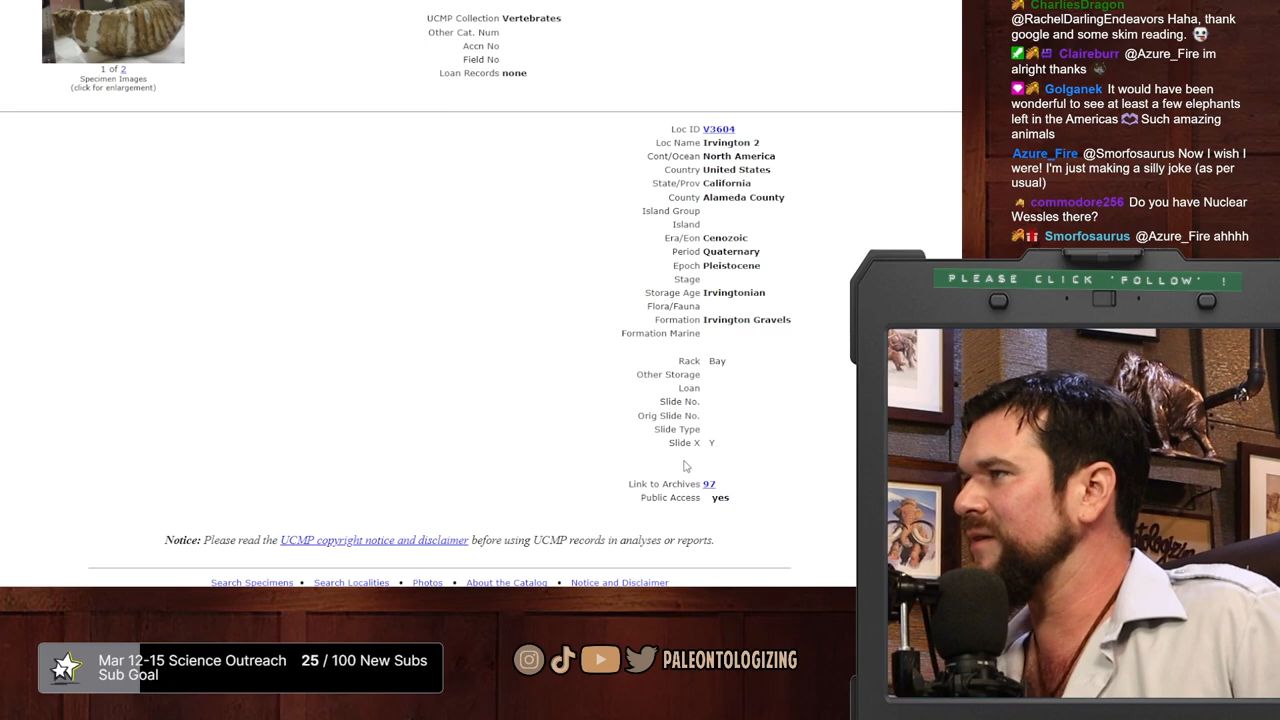 UCMP Collection Vertebrates
Other Cat. Num
Accn No
Field No
Loan Records none
1 of 2
Specimen Images
(click for enlargement)
Loc ID V3604
Loc Name Irvington 2
Cont/Ocean North America
Country United States
State/Prov California
County Alameda County
Island Group
Island
Era/Eon Cenozoic
Period Quaternary
Epoch Pleistocene
Stage
Storage Age Irvingtonian
Flora/Fauna
Formation Irvington Gravels
Formation Marine
Rack Bay
Other Storage
Loan
Slide No.
Orig Slide No.
Slide Type
Slide X Y
Link to Archives 97
Public Access yes
Notice: Please read the UCMP copyright notice and disclaimer before using UCMP records in analyses or reports.
Search Specimens • Search Localities • Photos • About the Catalog • Notice and Disclaimer
CharliesDragon
@RachelDarlingEndeavors Haha, thank
google and some skim reading.
Claireburr @Azure_Fire im
alright thanks
Golganek It would have been
wonderful to see at least a few elephants
left in the Americas Such amazing
animals
Azure_Fire @Smorfosaurus Now I wish I
were! I'm just making a silly joke (as per
usual)
commodore256 Do you have Nuclear
Wessles there?
Smorfosaurus @Azure_Fire ahhhh
PLEASE CLICK 'FOLLOW' !
Mar 12-15 Science Outreach 25 / 100 New Subs
Sub Goal
PALEONTOLOGIZING